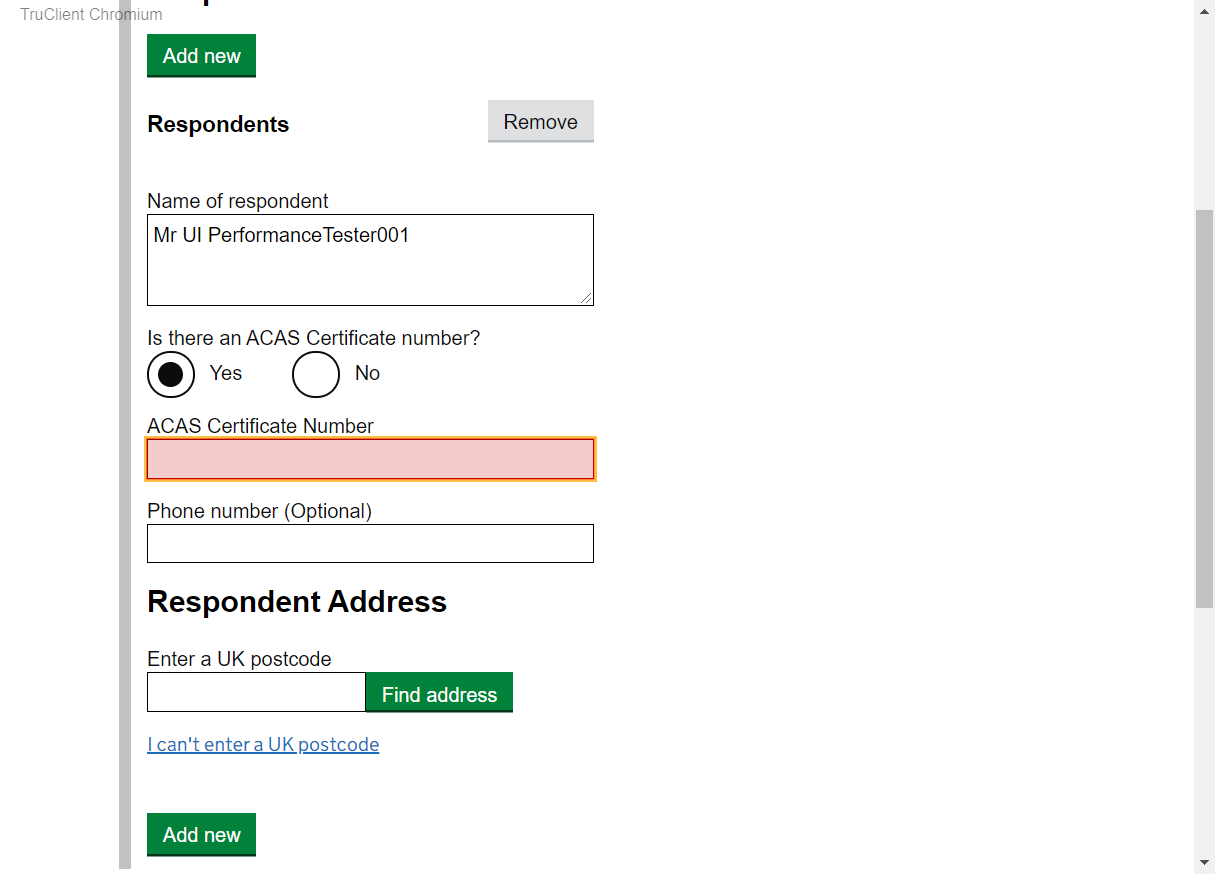 TruClient Chromium
Add new
Respondents
Remove
Name of respondent
Mr UI PerformanceTester001
Is there an ACAS Certificate number?
Yes
No
ACAS Certificate Number
Phone number (Optional)
Respondent Address
Enter a UK postcode
Find address
I can't enter a UK postcode
Add new